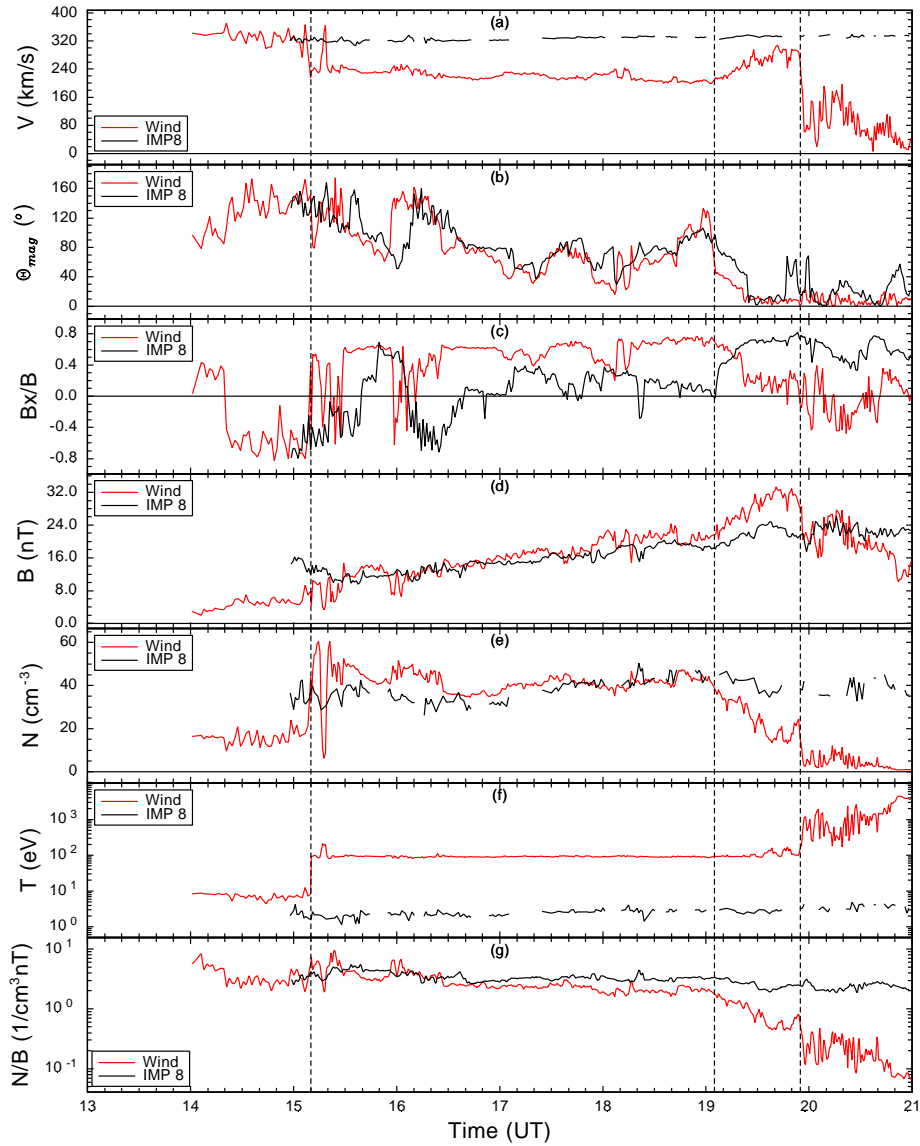 (a)
V (km/s)
320
240
160
80
0
Wind
IMP8
(b)
Θmag (º)
160
120
80
40
0
Wind
IMP 8
(c)
Bx/B
0.8
0.4
0.0
-0.4
-0.8
Wind
IMP 8
(d)
B (nT)
32.0
24.0
16.0
8.0
0.0
Wind
IMP 8
(e)
N (cm⁻³)
60
40
20
0
Wind
IMP 8
(f)
T (eV)
10³
10²
10¹
10⁰
Wind
IMP 8
(g)
N/B (1/cm³nT)
10¹
10⁰
10⁻¹
Wind
IMP 8
13 14 15 16 17 18 19 20 21
Time (UT)